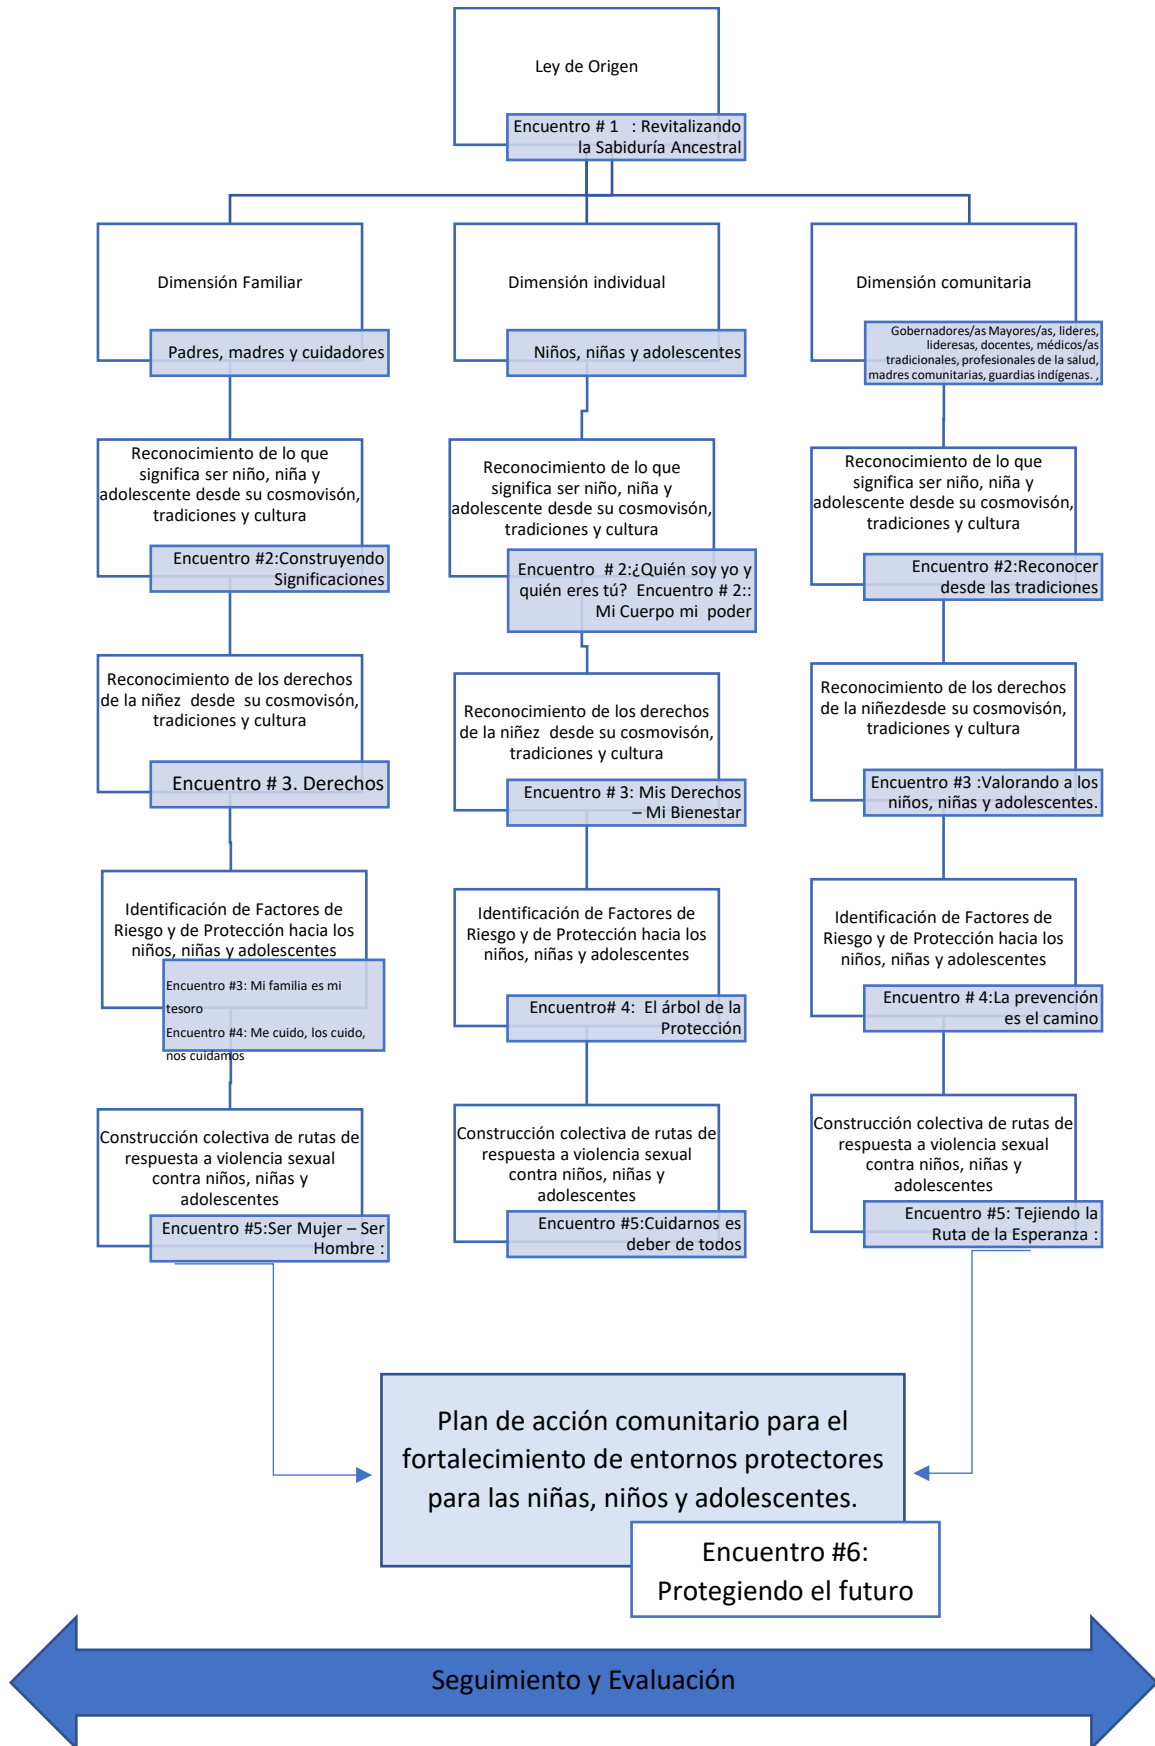 Ley de Origen
Encuentro # 1 : Revitalizando
la Sabiduría Ancestral
Dimensión Familiar
Padres, madres y cuidadores
Dimensión individual
Niños, niñas y adolescentes
Dimensión comunitaria
Gobernadores/as Mayores/as, lideres,
lideresas, docentes, médicos/as
tradicionales, profesionales de la salud,
madres comunitarias, guardias indígenas. ,
Reconocimiento de lo que
significa ser niño, niña y
adolescente desde su cosmovisón,
tradiciones y cultura
Encuentro #2:Construyendo
Significaciones
Reconocimiento de lo que
significa ser niño, niña y
adolescente desde su cosmovisón,
tradiciones y cultura
Encuentro # 2:¿Quién soy yo y
quién eres tú? Encuentro # 2::
Mi Cuerpo mi poder
Reconocimiento de lo que
significa ser niño, niña y
adolescente desde su cosmovisón,
tradiciones y cultura
Encuentro #2:Reconocer
desde las tradiciones
Reconocimiento de los derechos
de la niñez desde su cosmovisón,
tradiciones y cultura
Encuentro # 3. Derechos
Reconocimiento de los derechos
de la niñez desde su cosmovisón,
tradiciones y cultura
Encuentro # 3: Mis Derechos
– Mi Bienestar
Reconocimiento de los derechos
de la niñezdesde su cosmovisón,
tradiciones y cultura
Encuentro #3 :Valorando a los
niños, niñas y adolescentes.
Identificación de Factores de
Riesgo y de Protección hacia los
niños, niñas y adolescentes
Encuentro #3: Mi familia es mi
tesoro
Encuentro #4: Me cuido, los cuido,
nos cuidamos
Identificación de Factores de
Riesgo y de Protección hacia los
niños, niñas y adolescentes
Encuentro# 4: El árbol de la
Protección
Identificación de Factores de
Riesgo y de Protección hacia los
niños, niñas y adolescentes
Encuentro # 4:La prevención
es el camino
Construcción colectiva de rutas de
respuesta a violencia sexual
contra niños, niñas y
adolescentes
Encuentro #5:Ser Mujer – Ser
Hombre :
Construcción colectiva de rutas de
respuesta a violencia sexual
contra niños, niñas y
adolescentes
Encuentro #5:Cuidarnos es
deber de todos
Construcción colectiva de rutas de
respuesta a violencia sexual
contra niños, niñas y
adolescentes
Encuentro #5: Tejiendo la
Ruta de la Esperanza :
Plan de acción comunitario para el
fortalecimiento de entornos protectores
para las niñas, niños y adolescentes.
Encuentro #6:
Protegiendo el futuro
Seguimiento y Evaluación